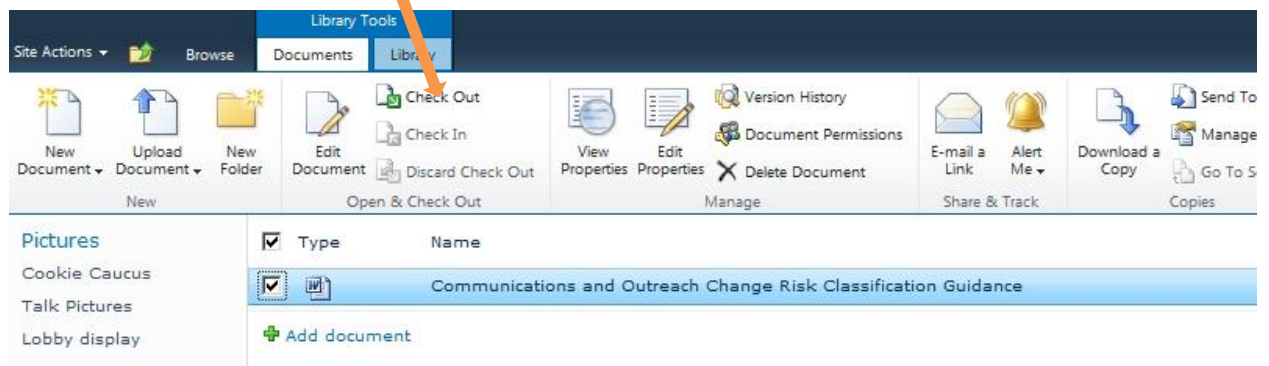 Library Tools
Site Actions Browse Documents Library
New Document
Upload Document
New Folder
New
Edit Document
Check Out
Check In
Discard Check Out
Open & Check Out
View Properties
Edit Properties
Version History
Document Permissions
Delete Document
Manage
E-mail a Link
Alert Me
Share & Track
Download a Copy
Send To
Manage
Go To S
Copies
Pictures
Cookie Caucus
Talk Pictures
Lobby display
Type Name
Communications and Outreach Change Risk Classification Guidance
Add document